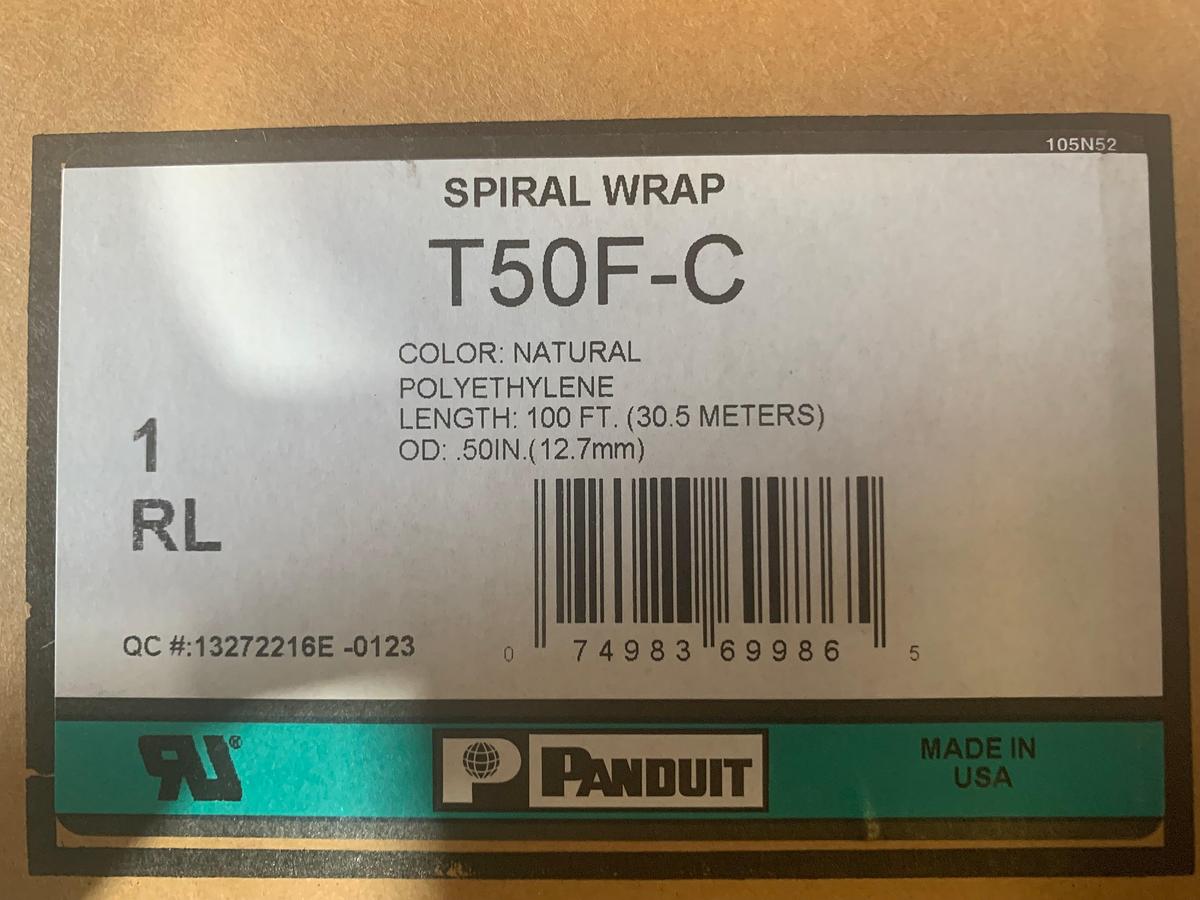 105N52
SPIRAL WRAP
T50F-C
COLOR: NATURAL
POLYETHYLENE
LENGTH: 100 FT. (30.5 METERS)
OD: .50IN.(12.7mm)
1
RL
QC #:13272216E -0123
0 74983 69986 5
RU®
P PANDUIT
MADE IN
USA